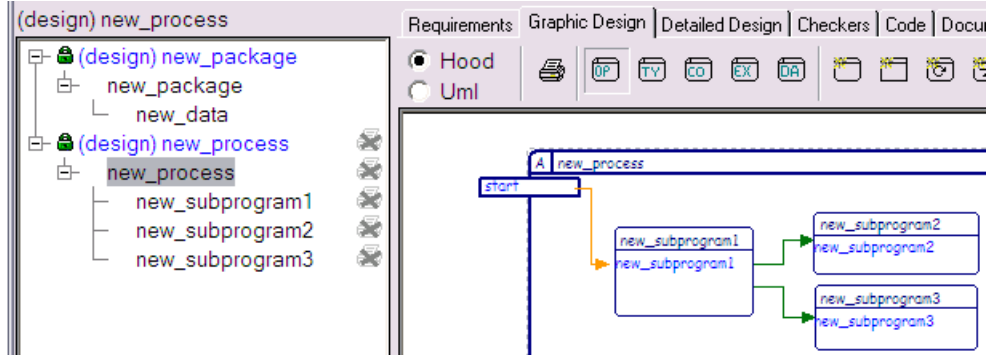 (design) new_process
(design) new_package
new_package
new_data
(design) new_process
new_process
new_subprogram1
new_subprogram2
new_subprogram3
Requirements Graphic Design Detailed Design Checkers Code Docu
Hood
Uml
OP TY CO EX DA
A new_process
start
new_subprogram1
new_subprogram1
new_subprogram2
new_subprogram2
new_subprogram3
new_subprogram3